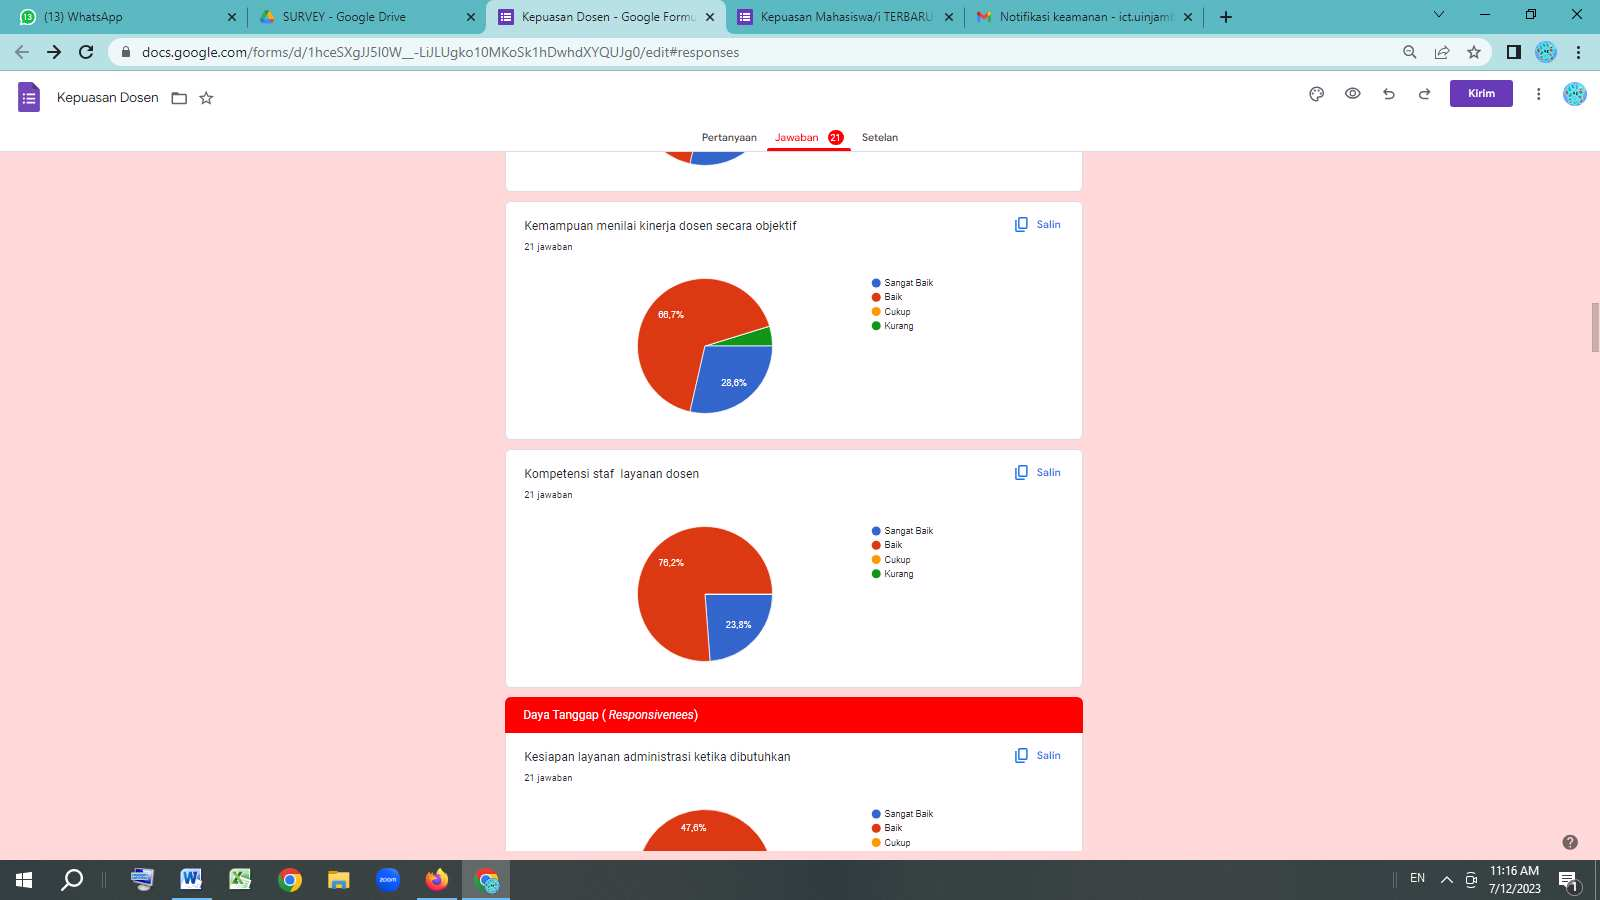 (13) WhatsApp
SURVEY - Google Drive
Kepuasan Dosen - Google Formu
Kepuasan Mahasiswa/i TERBARU
Notifikasi keamanan - ict.uinjamb
docs.google.com/forms/d/1hceSXgJJ5I0W__-LiJLUgko10MKoSk1hDwhdXYQUJg0/edit#responses
Kepuasan Dosen
Kirim
Pertanyaan
Jawaban 21
Setelan
Kemampuan menilai kinerja dosen secara objektif
Salin
21 jawaban
Sangat Baik
Baik
Cukup
Kurang
66,7%
28,6%
Kompetensi staf layanan dosen
Salin
21 jawaban
Sangat Baik
Baik
Cukup
Kurang
76,2%
23,8%
Daya Tanggap ( Responsivenees)
Kesiapan layanan administrasi ketika dibutuhkan
Salin
21 jawaban
Sangat Baik
Baik
Cukup
47,6%
zoom
EN
11:16 AM
7/12/2023
1